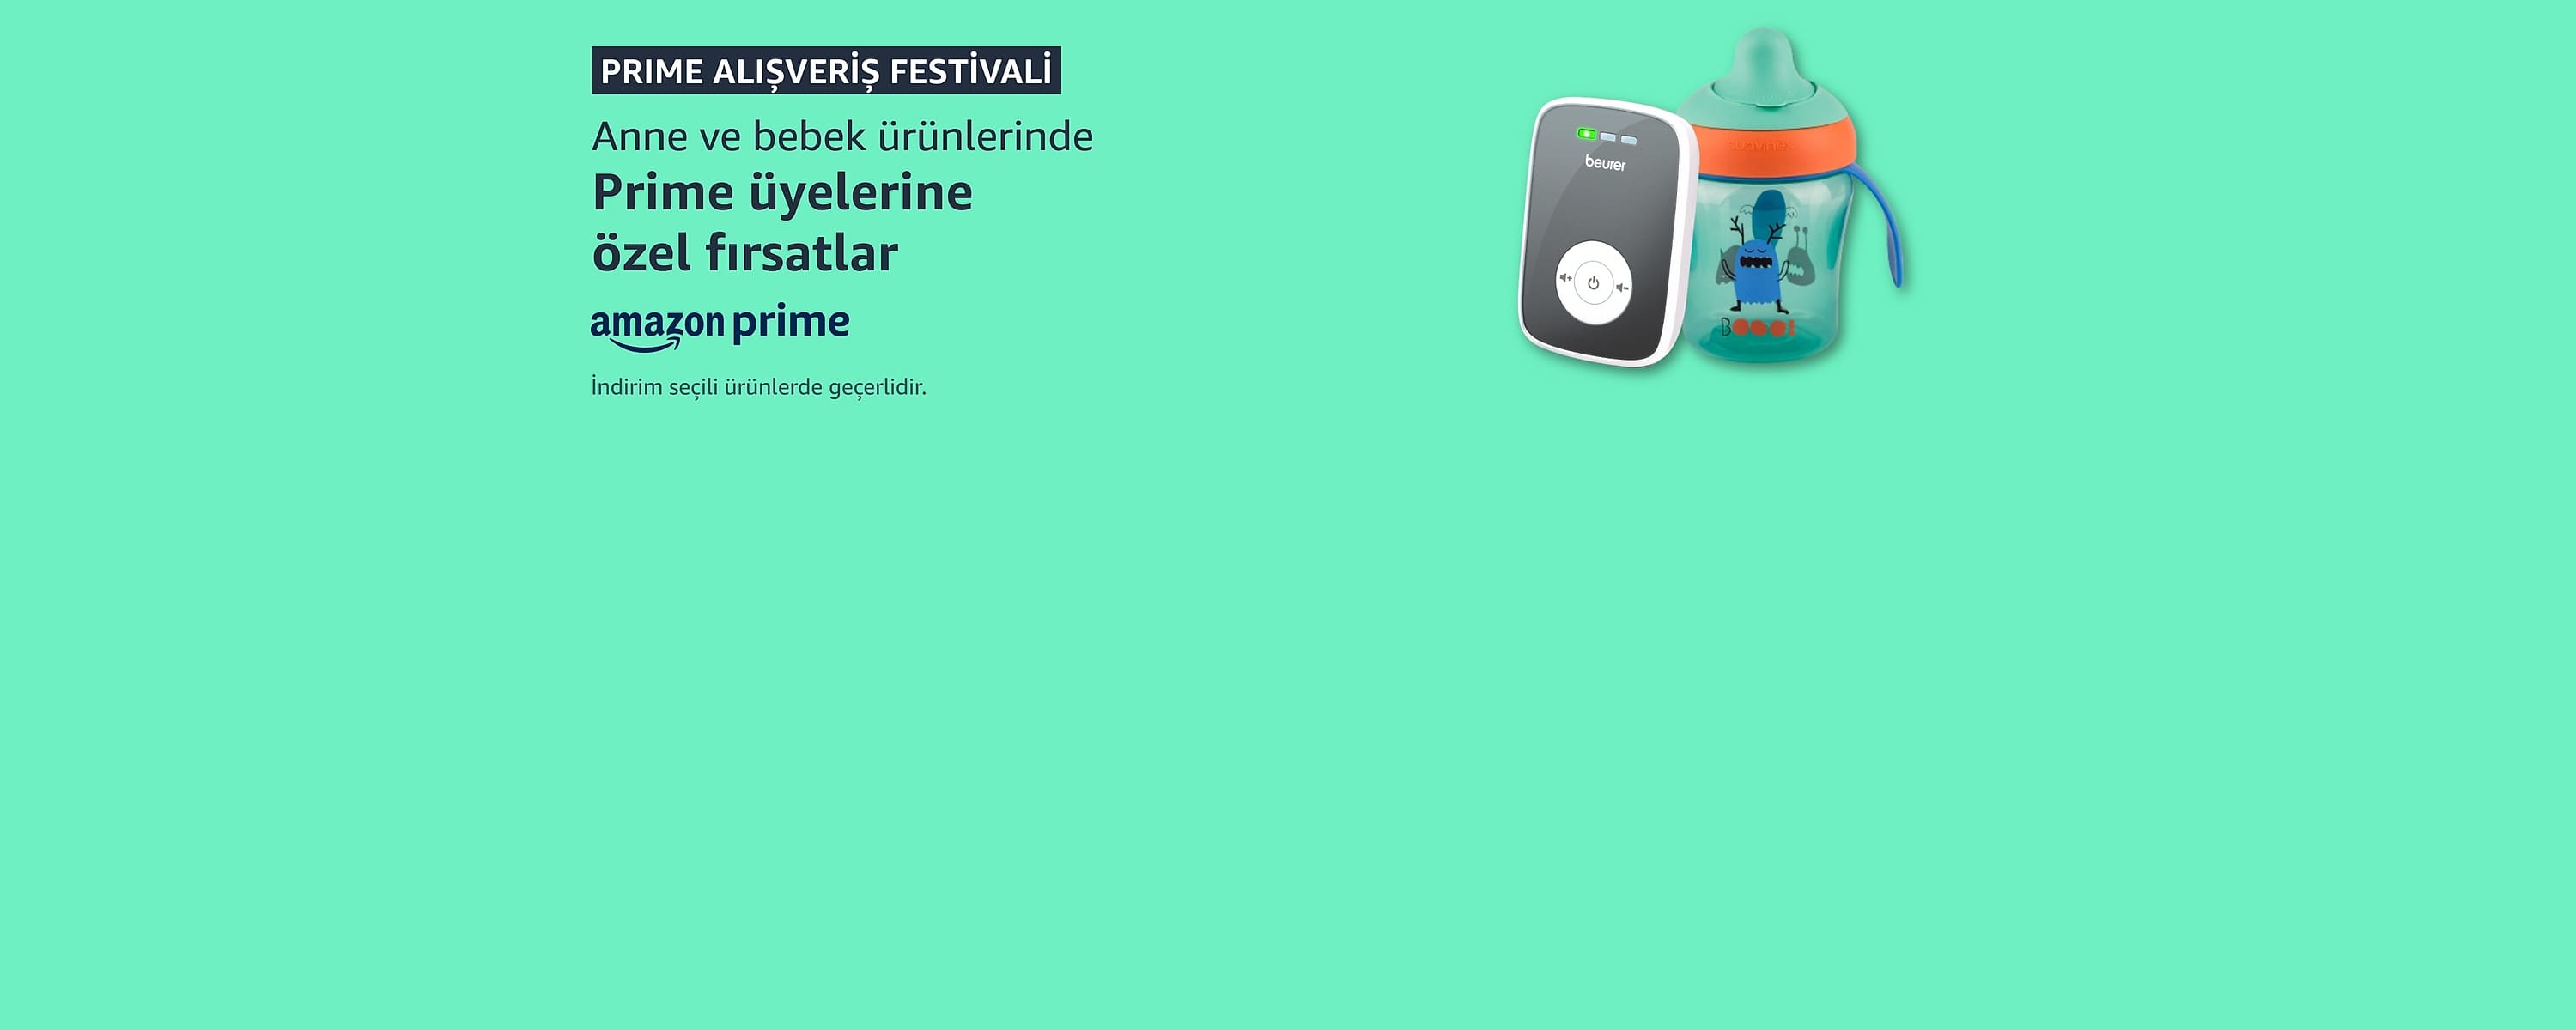 PRIME ALIŞVERİŞ FESTİVALİ
Anne ve bebek ürünlerinde
Prime üyelerine
özel fırsatlar
amazon prime
İndirim seçili ürünlerde geçerlidir.
beurer
suavinex
BOOO!